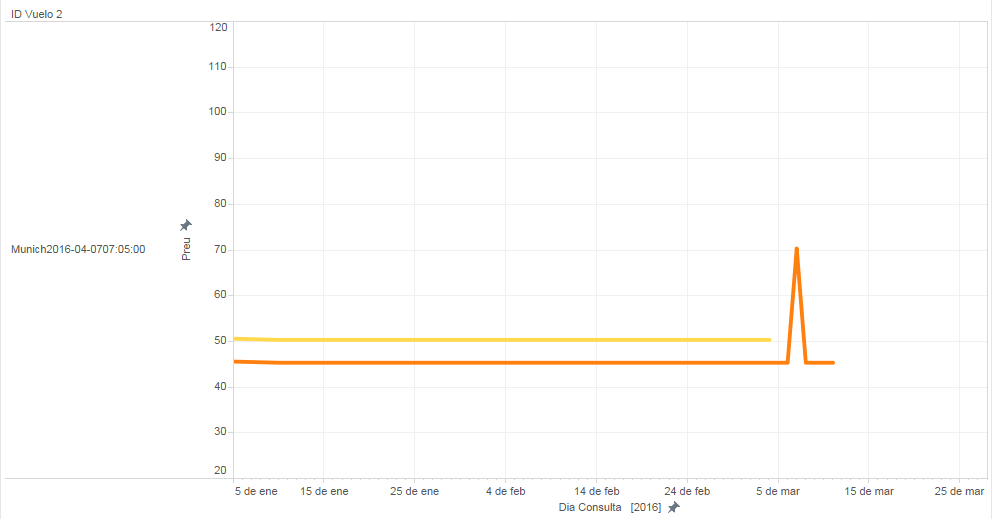 ID Vuelo 2
120
110
100
90
80
70
60
50
40
30
20
Preu
Munich2016-04-0707:05:00
5 de ene 15 de ene 25 de ene 4 de feb 14 de feb 24 de feb 5 de mar 15 de mar 25 de mar
Dia Consulta [2016]